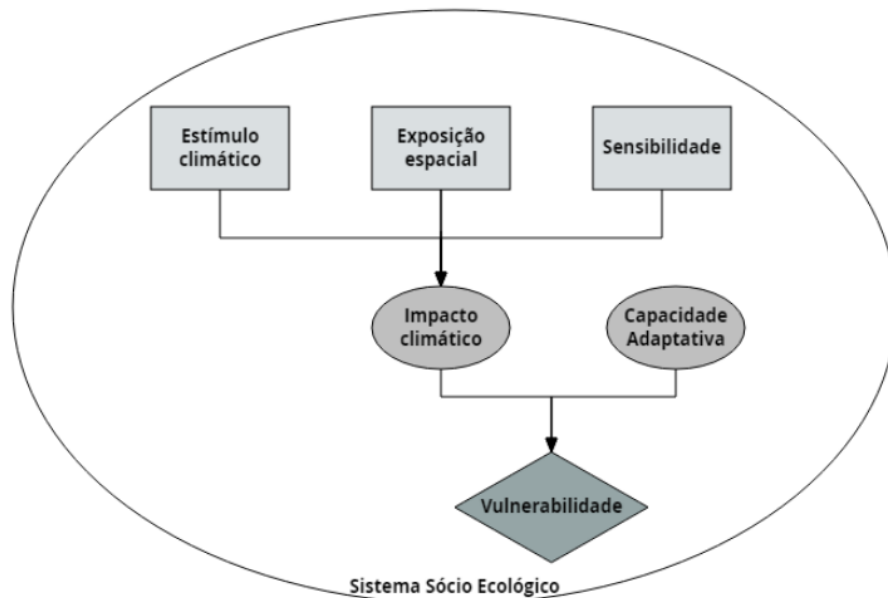 Estímulo
climático
Exposição
espacial
Sensibilidade
Impacto
climático
Capacidade
Adaptativa
Vulnerabilidade
Sistema Sócio Ecológico